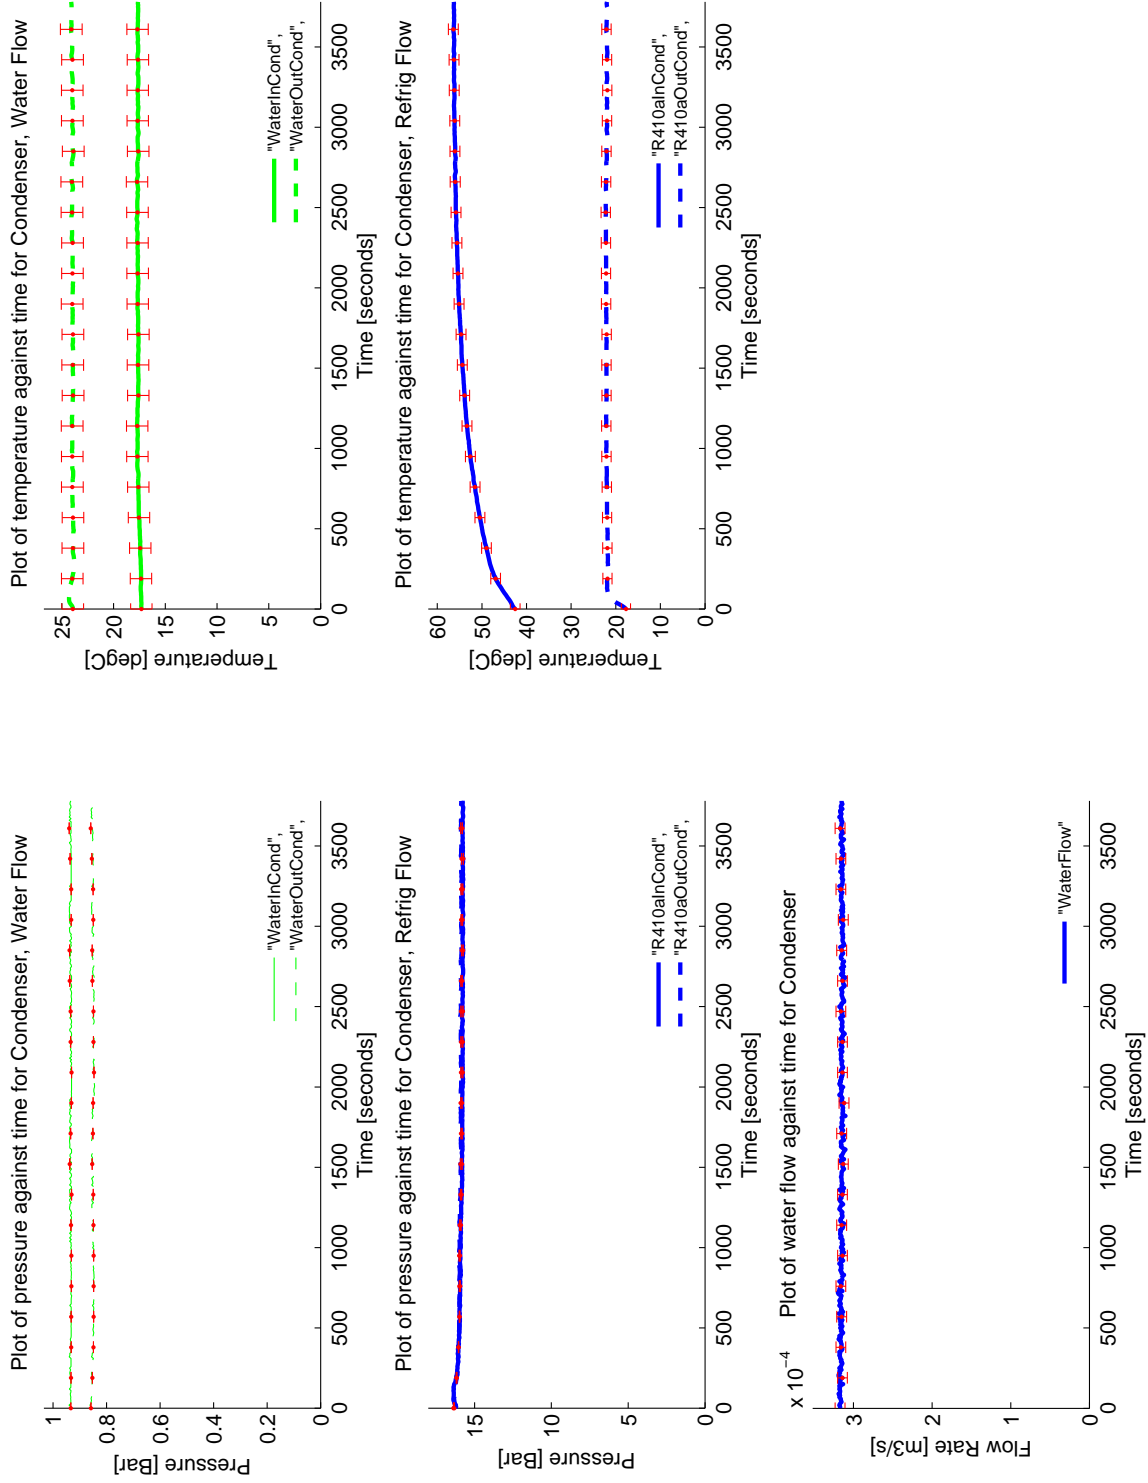 Plot of pressure against time for Condenser, Water Flow
1
0.8
0.6
0.4
0.2
0
Pressure [Bar]
0
500
1000
1500
2000
2500
3000
3500
Time [seconds]
"WaterInCond",
"WaterOutCond",
Plot of temperature against time for Condenser, Water Flow
25
20
15
10
5
0
Temperature [degC]
0
500
1000
1500
2000
2500
3000
3500
Time [seconds]
"WaterInCond",
"WaterOutCond",
Plot of pressure against time for Condenser, Refrig Flow
15
10
5
0
Pressure [Bar]
0
500
1000
1500
2000
2500
3000
3500
Time [seconds]
"R410aInCond",
"R410aOutCond",
Plot of temperature against time for Condenser, Refrig Flow
60
50
40
30
20
10
0
Temperature [degC]
0
500
1000
1500
2000
2500
3000
3500
Time [seconds]
"R410aInCond",
"R410aOutCond",
x 10⁻⁴
Plot of water flow against time for Condenser
3
2
1
0
Flow Rate [m3/s]
0
500
1000
1500
2000
2500
3000
3500
Time [seconds]
"WaterFlow"